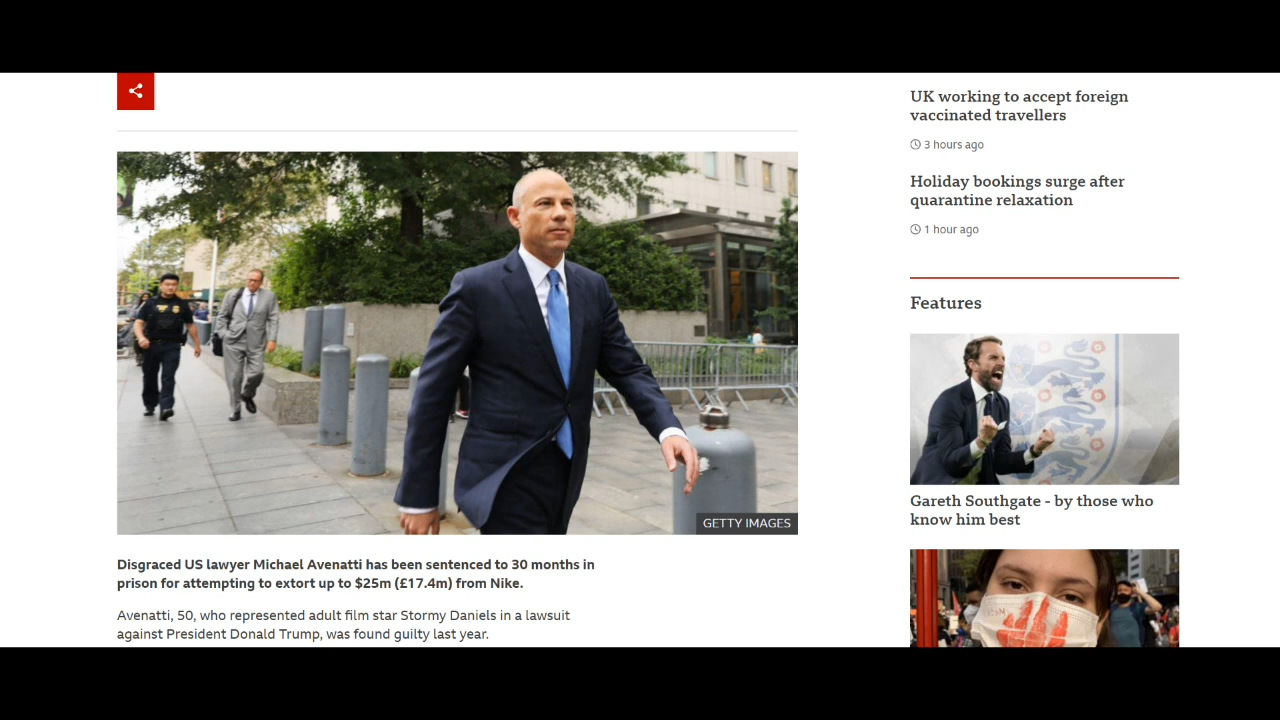 GETTY IMAGES
Disgraced US lawyer Michael Avenatti has been sentenced to 30 months in
prison for attempting to extort up to $25m (£17.4m) from Nike.
Avenatti, 50, who represented adult film star Stormy Daniels in a lawsuit
against President Donald Trump, was found guilty last year.
UK working to accept foreign
vaccinated travellers
3 hours ago
Holiday bookings surge after
quarantine relaxation
1 hour ago
Features
Gareth Southgate - by those who
know him best